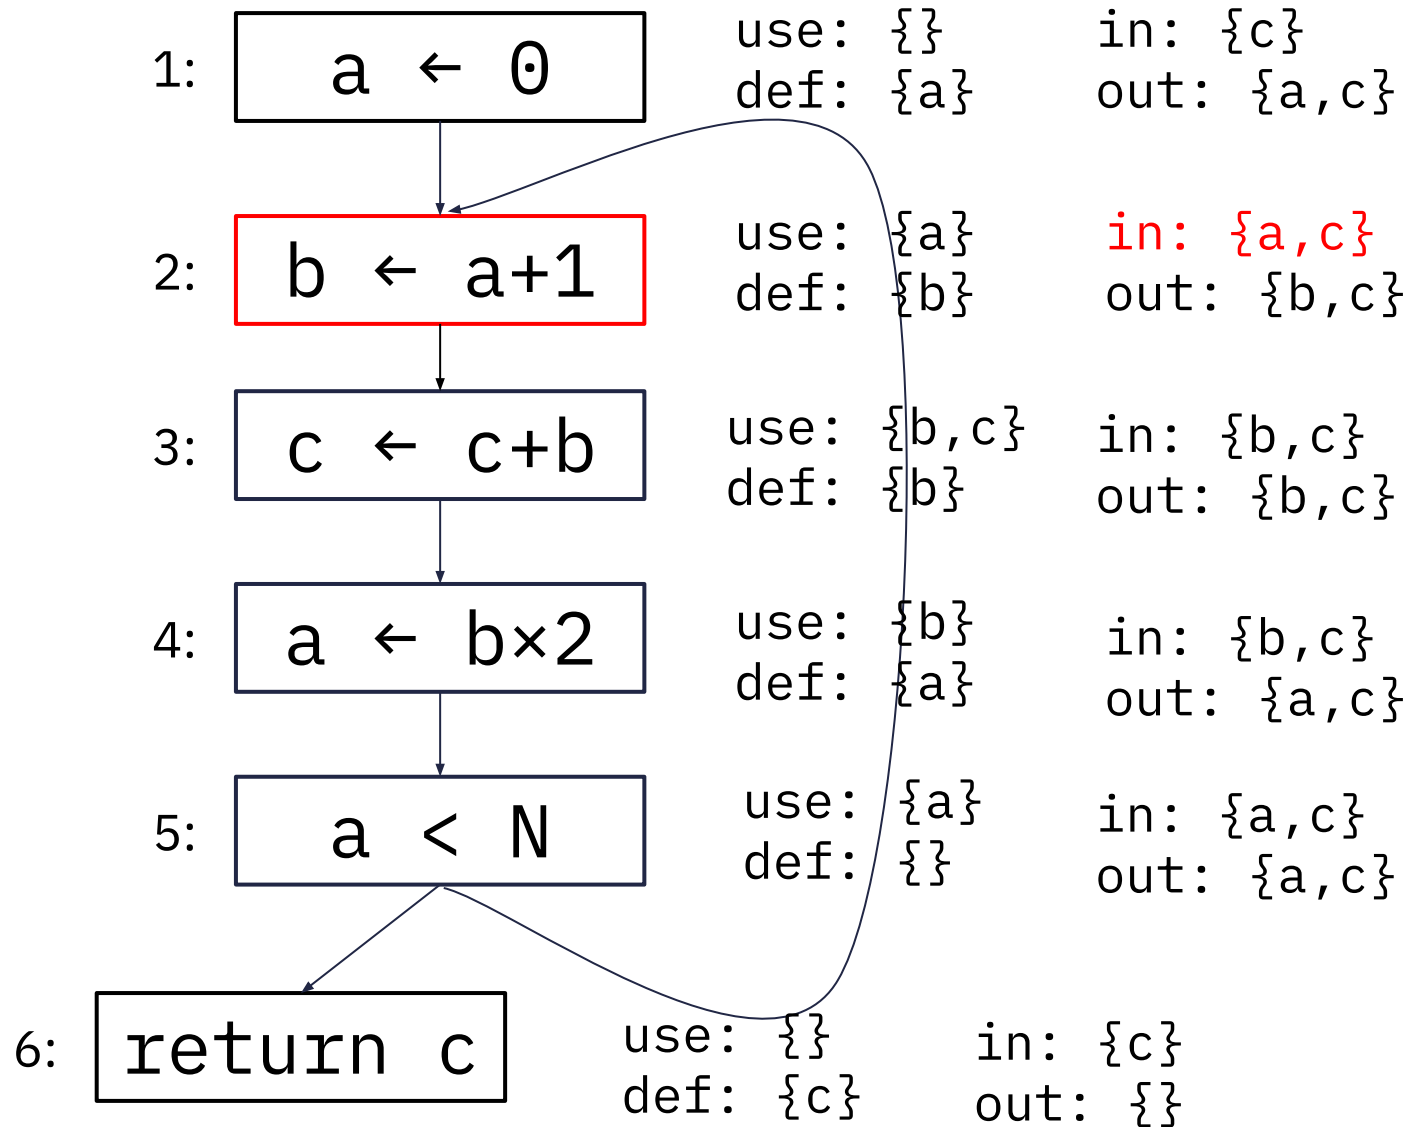 1:
a ← 0
use: {}
def: {a}
in: {c}
out: {a,c}
2:
b ← a+1
use: {a}
def: {b}
in: {a,c}
out: {b,c}
3:
c ← c+b
use: {b,c}
def: {b}
in: {b,c}
out: {b,c}
4:
a ← b×2
use: {b}
def: {a}
in: {b,c}
out: {a,c}
5:
a < N
use: {a}
def: {}
in: {a,c}
out: {a,c}
6:
return c
use: {}
def: {c}
in: {c}
out: {}